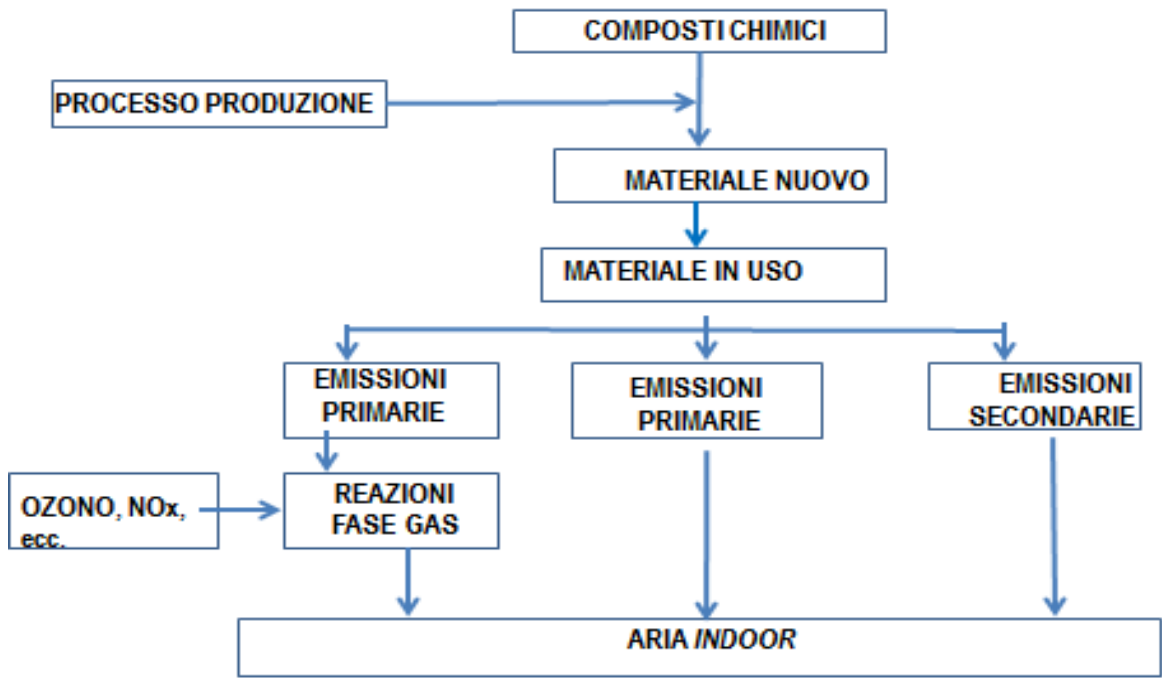 COMPOSTI CHIMICI
PROCESSO PRODUZIONE
MATERIALE NUOVO
MATERIALE IN USO
EMISSIONI
PRIMARIE
EMISSIONI
PRIMARIE
EMISSIONI
SECONDARIE
OZONO, NOx,
ecc.
REAZIONI
FASE GAS
ARIA INDOOR